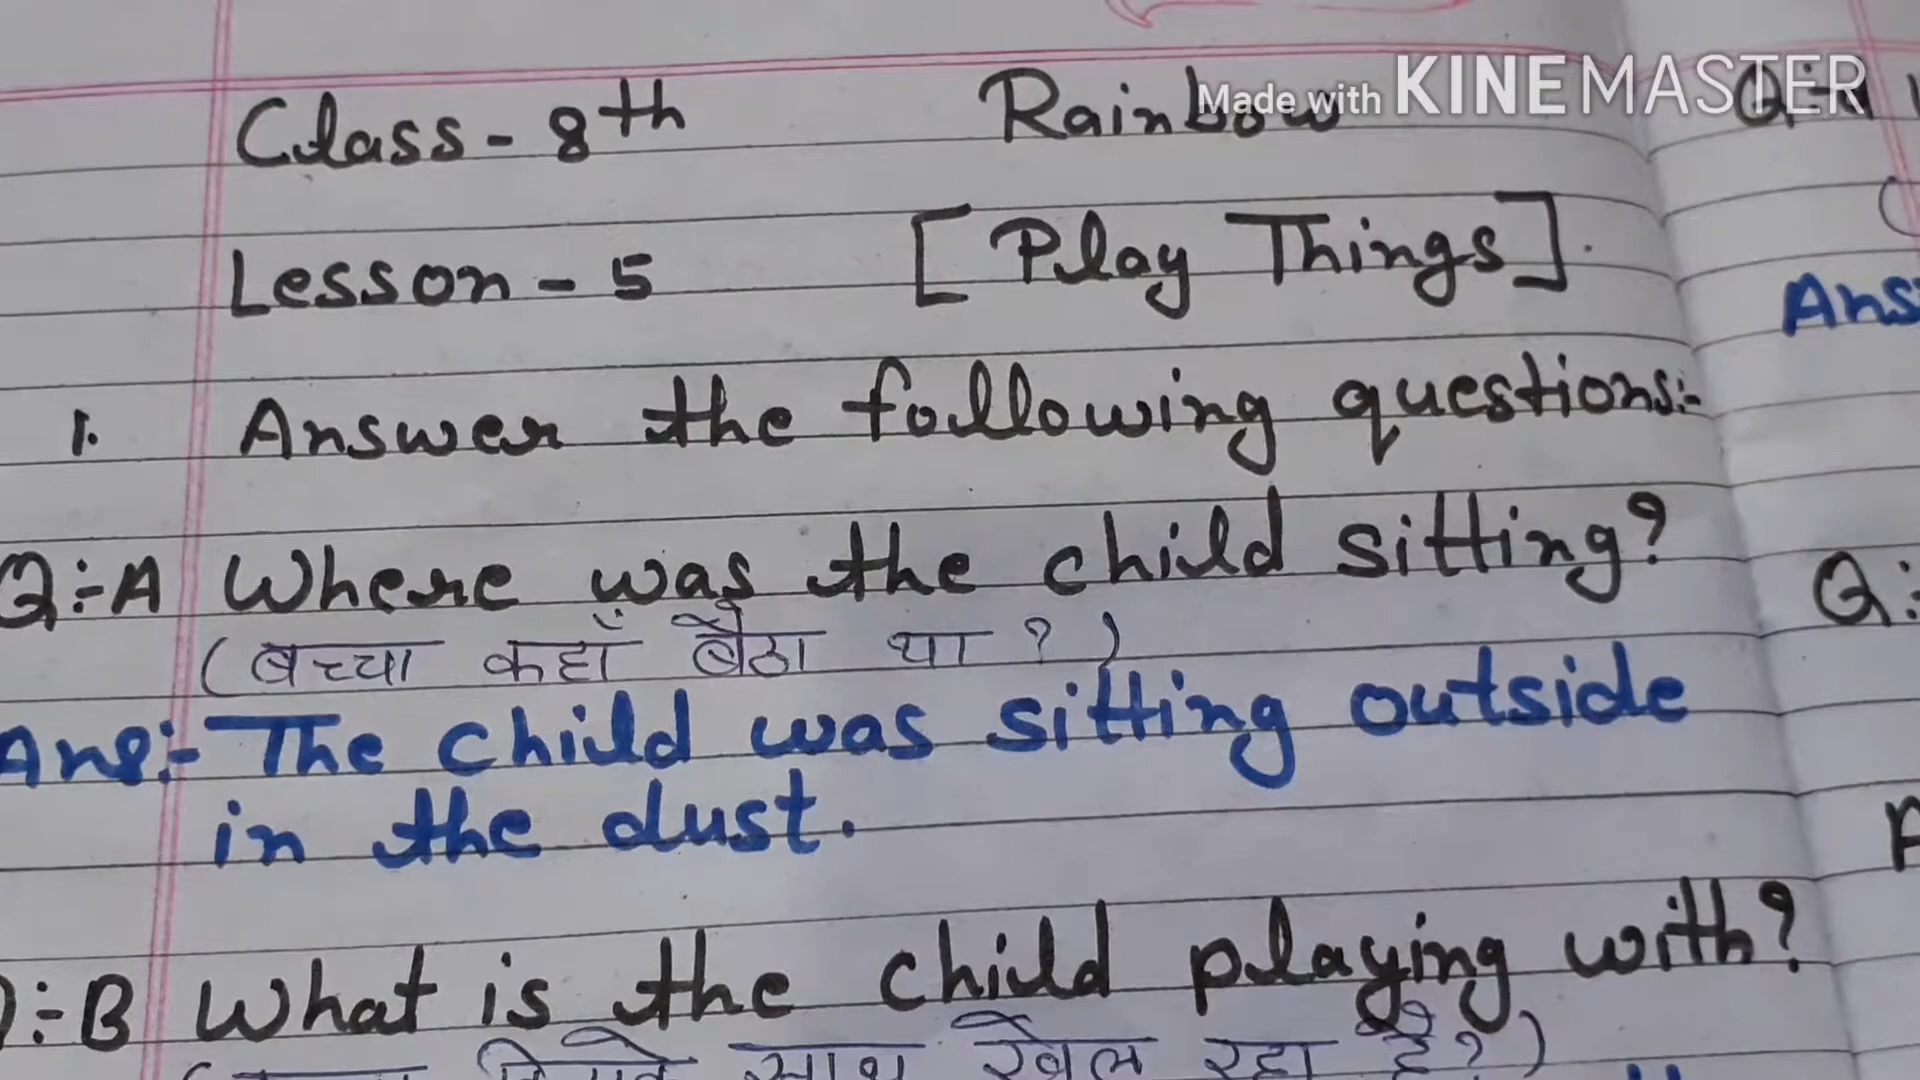 Made with KINEMASTER
Class - 8th Rainbow
Lesson - 5 [Play Things].
1. Answer the following questions:-
Q:-A Where was the child sitting?
(बच्चा कहाँ बैठा था ?)
Ans:- The child was sitting outside
in the dust.
:-B What is the child playing with?
साथ खेल रहा है?)
Ans
Q: